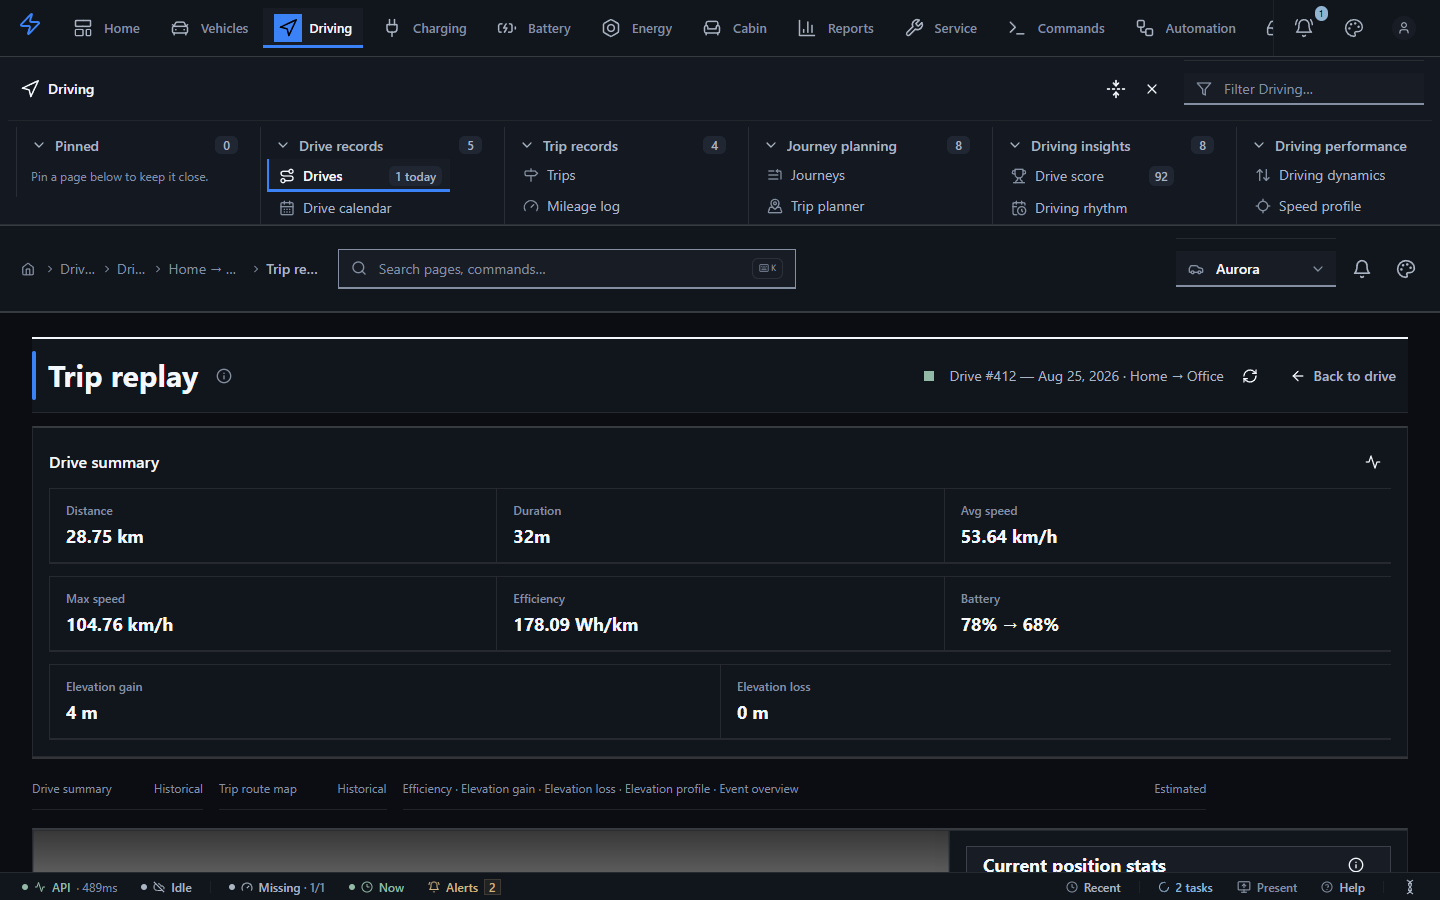 Home
Vehicles
Driving
Charging
Battery
Energy
Cabin
Reports
Service
Commands
Automation
1
Driving
Filter Driving...
Pinned 0
Pin a page below to keep it close.
Drive records 5
Drives 1 today
Drive calendar
Trip records 4
Trips
Mileage log
Journey planning 8
Journeys
Trip planner
Driving insights 8
Drive score 92
Driving rhythm
Driving performance
Driving dynamics
Speed profile
Driv... > Dri... > Home → ... > Trip re...
Search pages, commands...
K
Aurora
Trip replay
Drive #412 — Aug 25, 2026 · Home → Office
Back to drive
Drive summary
Distance
28.75 km
Duration
32m
Avg speed
53.64 km/h
Max speed
104.76 km/h
Efficiency
178.09 Wh/km
Battery
78% → 68%
Elevation gain
4 m
Elevation loss
0 m
Drive summary Historical
Trip route map Historical
Efficiency · Elevation gain · Elevation loss · Elevation profile · Event overview Estimated
Current position stats
API · 489ms
Idle
Missing · 1/1
Now
Alerts 2
Recent
2 tasks
Present
Help